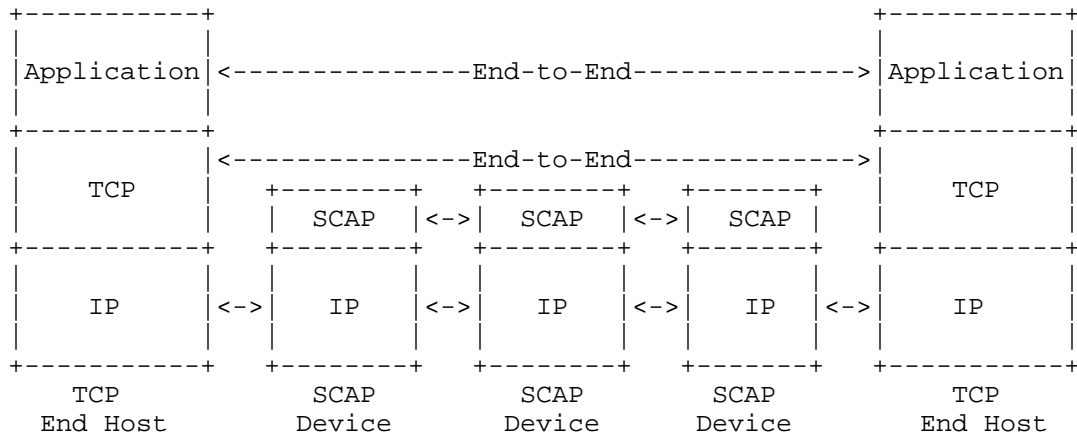 Application <---------------End-to-End--------------> Application
<---------------End-to-End-------------->
TCP TCP
SCAP <-> SCAP <-> SCAP
IP <-> IP <-> IP <-> IP <-> IP
TCP SCAP SCAP SCAP TCP
End Host Device Device Device End Host